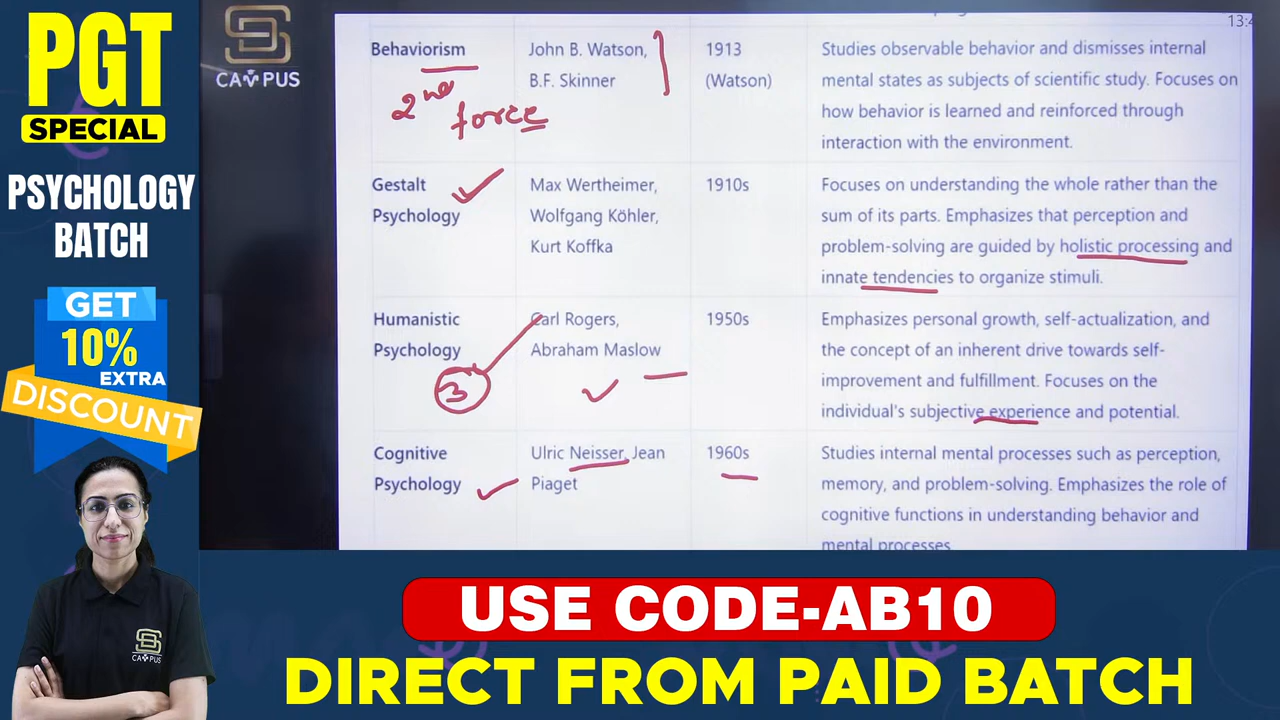 PGT
SPECIAL
PSYCHOLOGY
BATCH
GET
10%
EXTRA
DISCOUNT
CAMPUS
CAMPUS
Behaviorism
2nd force
John B. Watson,
B.F. Skinner
1913
(Watson)
Studies observable behavior and dismisses internal
mental states as subjects of scientific study. Focuses on
how behavior is learned and reinforced through
interaction with the environment.
Gestalt
Psychology
Max Wertheimer,
Wolfgang Köhler,
Kurt Koffka
1910s
Focuses on understanding the whole rather than the
sum of its parts. Emphasizes that perception and
problem-solving are guided by holistic processing and
innate tendencies to organize stimuli.
Humanistic
Psychology
3
Carl Rogers,
Abraham Maslow
1950s
Emphasizes personal growth, self-actualization, and
the concept of an inherent drive towards self-
improvement and fulfillment. Focuses on the
individual's subjective experience and potential.
Cognitive
Psychology
Ulric Neisser, Jean
Piaget
1960s
Studies internal mental processes such as perception,
memory, and problem-solving. Emphasizes the role of
cognitive functions in understanding behavior and
mental processes
USE CODE-AB10
DIRECT FROM PAID BATCH